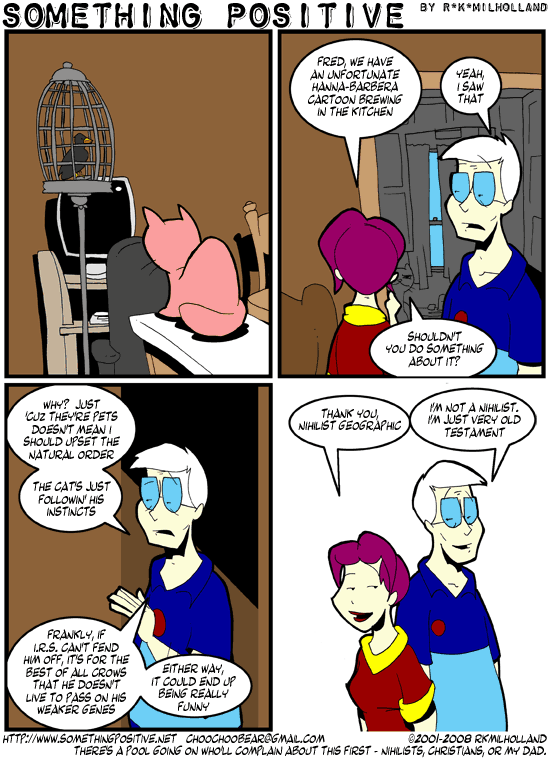 SOMETHING POSITIVE BY R*K*MILHOLLAND
FRED, WE HAVE
AN UNFORTUNATE
HANNA-BARBERA
CARTOON BREWING
IN THE KITCHEN
YEAH,
I SAW
THAT
SHOULDN'T
YOU DO SOMETHING
ABOUT IT?
WHY? JUST
'CUZ THEY'RE PETS
DOESN'T MEAN I
SHOULD UPSET THE
NATURAL ORDER
THE CAT'S JUST
FOLLOWIN' HIS
INSTINCTS
FRANKLY, IF
I.R.S. CAN'T FEND
HIM OFF, IT'S FOR THE
BEST OF ALL CROWS
THAT HE DOESN'T
LIVE TO PASS ON HIS
WEAKER GENES
EITHER WAY,
IT COULD END UP
BEING REALLY
FUNNY
THANK YOU,
NIHILIST GEOGRAPHIC
I'M NOT A NIHILIST.
I'M JUST VERY OLD
TESTAMENT
HTTP://WWW.SOMETHINGPOSITIVE.NET CHOOCHOOBEAR@GMAIL.COM ©2001-2008 RKMILHOLLAND
THERE'S A POOL GOING ON WHO'LL COMPLAIN ABOUT THIS FIRST - NIHILISTS, CHRISTIANS, OR MY DAD.